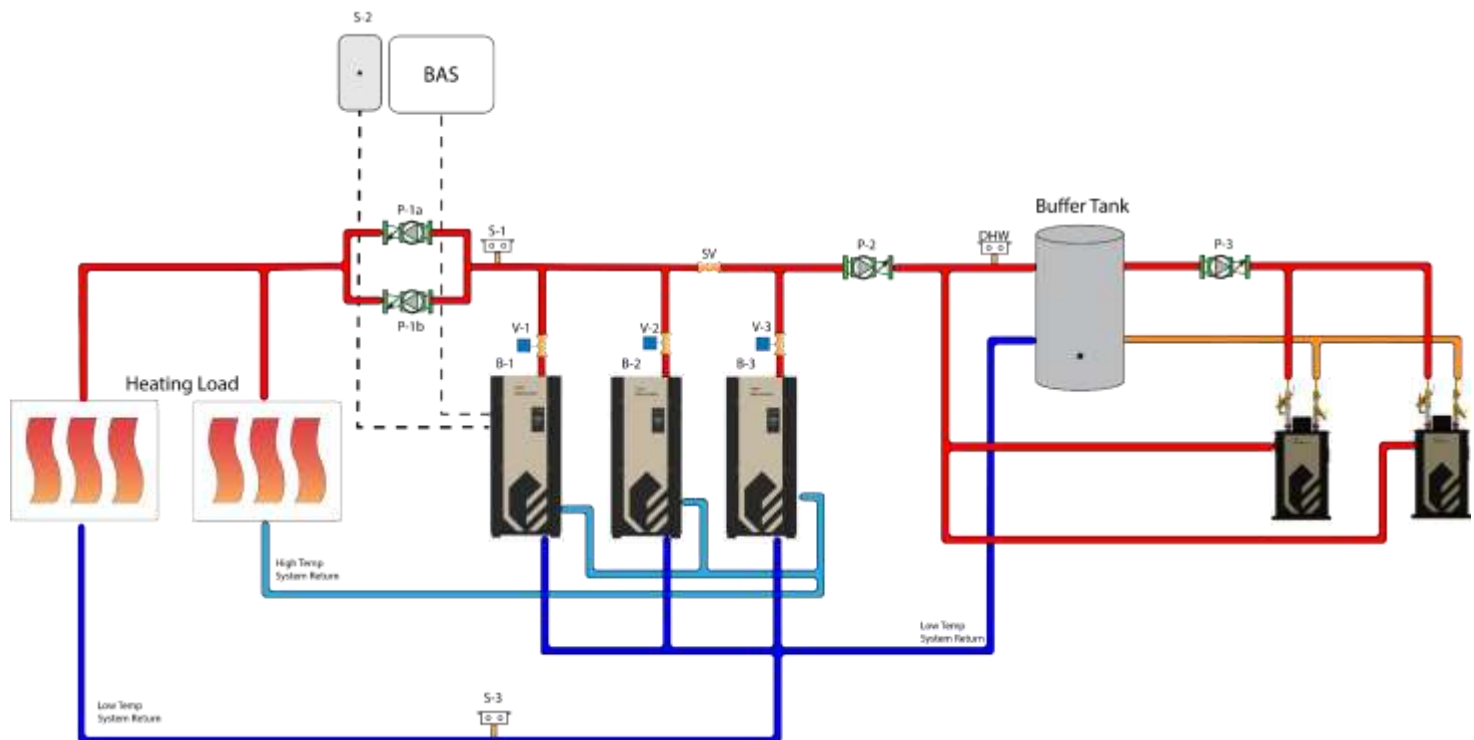 S-2
BAS
P-1a
S-1
SV
P-2
DHW
Buffer Tank
P-3
P-1b
V-1
V-2
V-3
B-1
B-2
B-3
Heating Load
High Temp
System Return
Low Temp
System Return
Low Temp
System Return
S-3